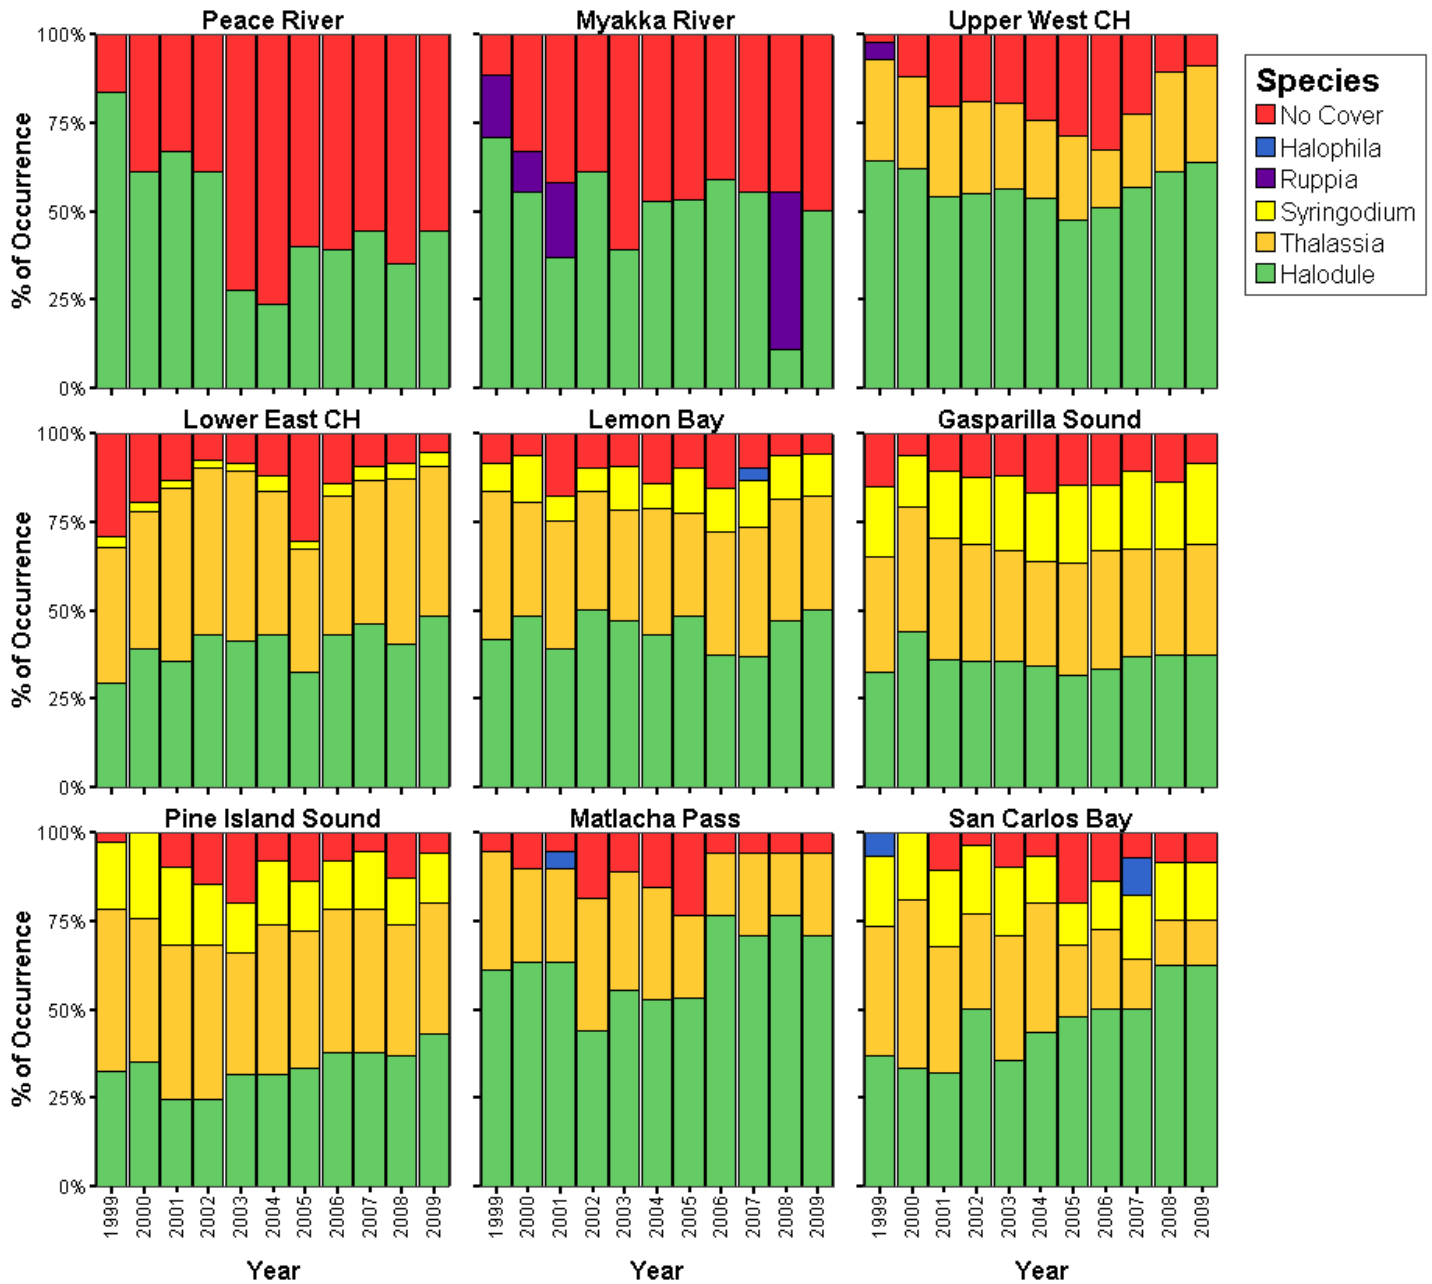 Peace River
Myakka River
Upper West CH
% of Occurrence
100%
75%
50%
25%
0%
Species
No Cover
Halophila
Ruppia
Syringodium
Thalassia
Halodule
Lower East CH
Lemon Bay
Gasparilla Sound
% of Occurrence
100%
75%
50%
25%
0%
Pine Island Sound
Matlacha Pass
San Carlos Bay
% of Occurrence
100%
75%
50%
25%
0%
1999 2000 2001 2002 2003 2004 2005 2006 2007 2008 2009
1999 2000 2001 2002 2003 2004 2005 2006 2007 2008 2009
1999 2000 2001 2002 2003 2004 2005 2006 2007 2008 2009
Year
Year
Year